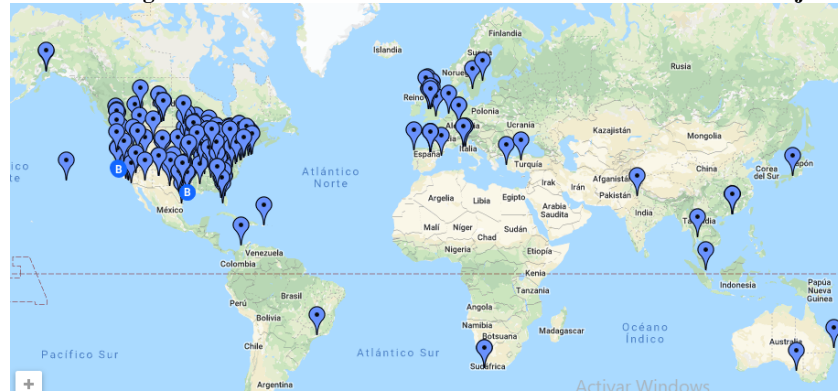 Finlandia
Islandia
Rusia
Polonia
Ucrania
Kazajistán
Mongolia
España
Italia
Turquía
China
Corea
del Sur
Japón
Atlántico
Norte
Irak
Irán
Afganistán
Pakistán
Argelia
Libia
Egipto
Arabia
Saudita
India
México
B
B
Malí
Níger
Chad
Sudán
Tailandia
Nigeria
Etiopía
Venezuela
Colombia
Kenia
Indonesia
Papúa
Nueva
Guinea
Tanzania
Perú
Brasil
Bolivia
Angola
Namibia
Botsuana
Madagascar
Océano
Índico
Chile
Pacífico Sur
Atlántico Sur
Sudáfrica
Australia
Argentina
Activar Windows
+